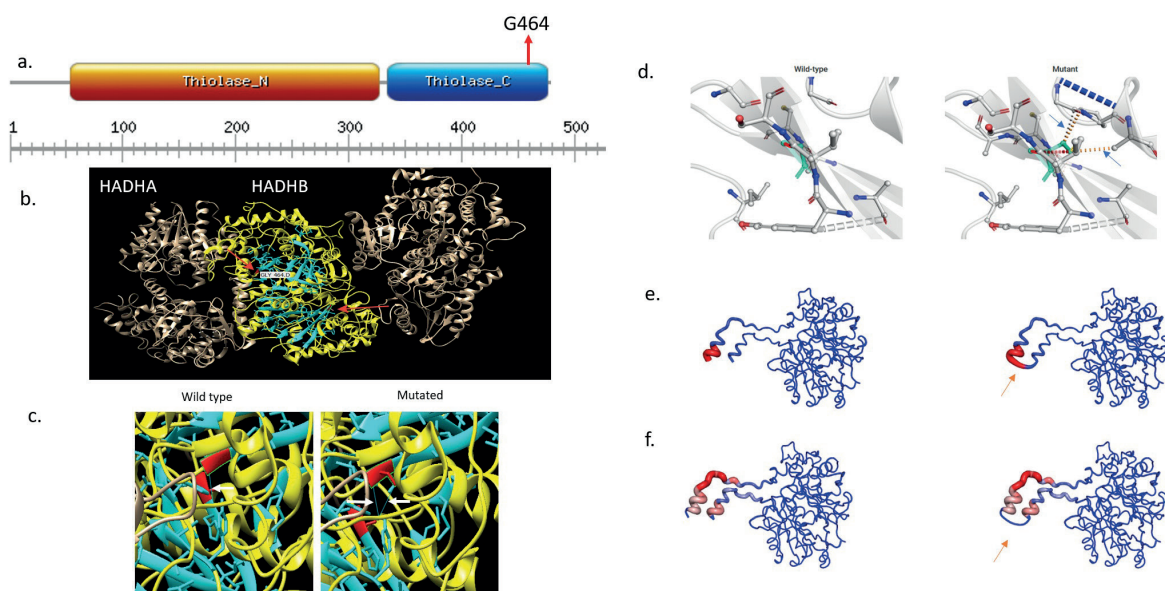 G464
a.
Thiolase_N
Thiolase_C
1
100
200
300
400
500
b.
HADHA
HADHB
GLY 464.D
c.
Wild type
Mutated
d.
Wild-type
Mutant
e.
f.